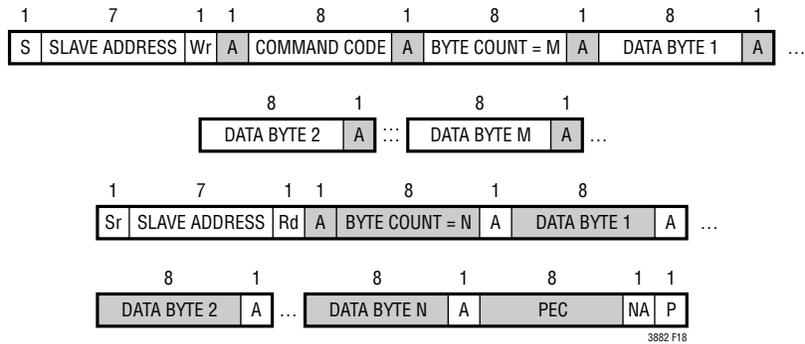 1 7 1 1 8 1 8 1 8 1
S SLAVE ADDRESS Wr A COMMAND CODE A BYTE COUNT = M A DATA BYTE 1 A …
8 1 8 1
DATA BYTE 2 A … DATA BYTE M A …
1 7 1 1 8 1 8 1
Sr SLAVE ADDRESS Rd A BYTE COUNT = N A DATA BYTE 1 A …
8 1 8 1 8 1 1
DATA BYTE 2 A … DATA BYTE N A PEC NA P
3882 F18